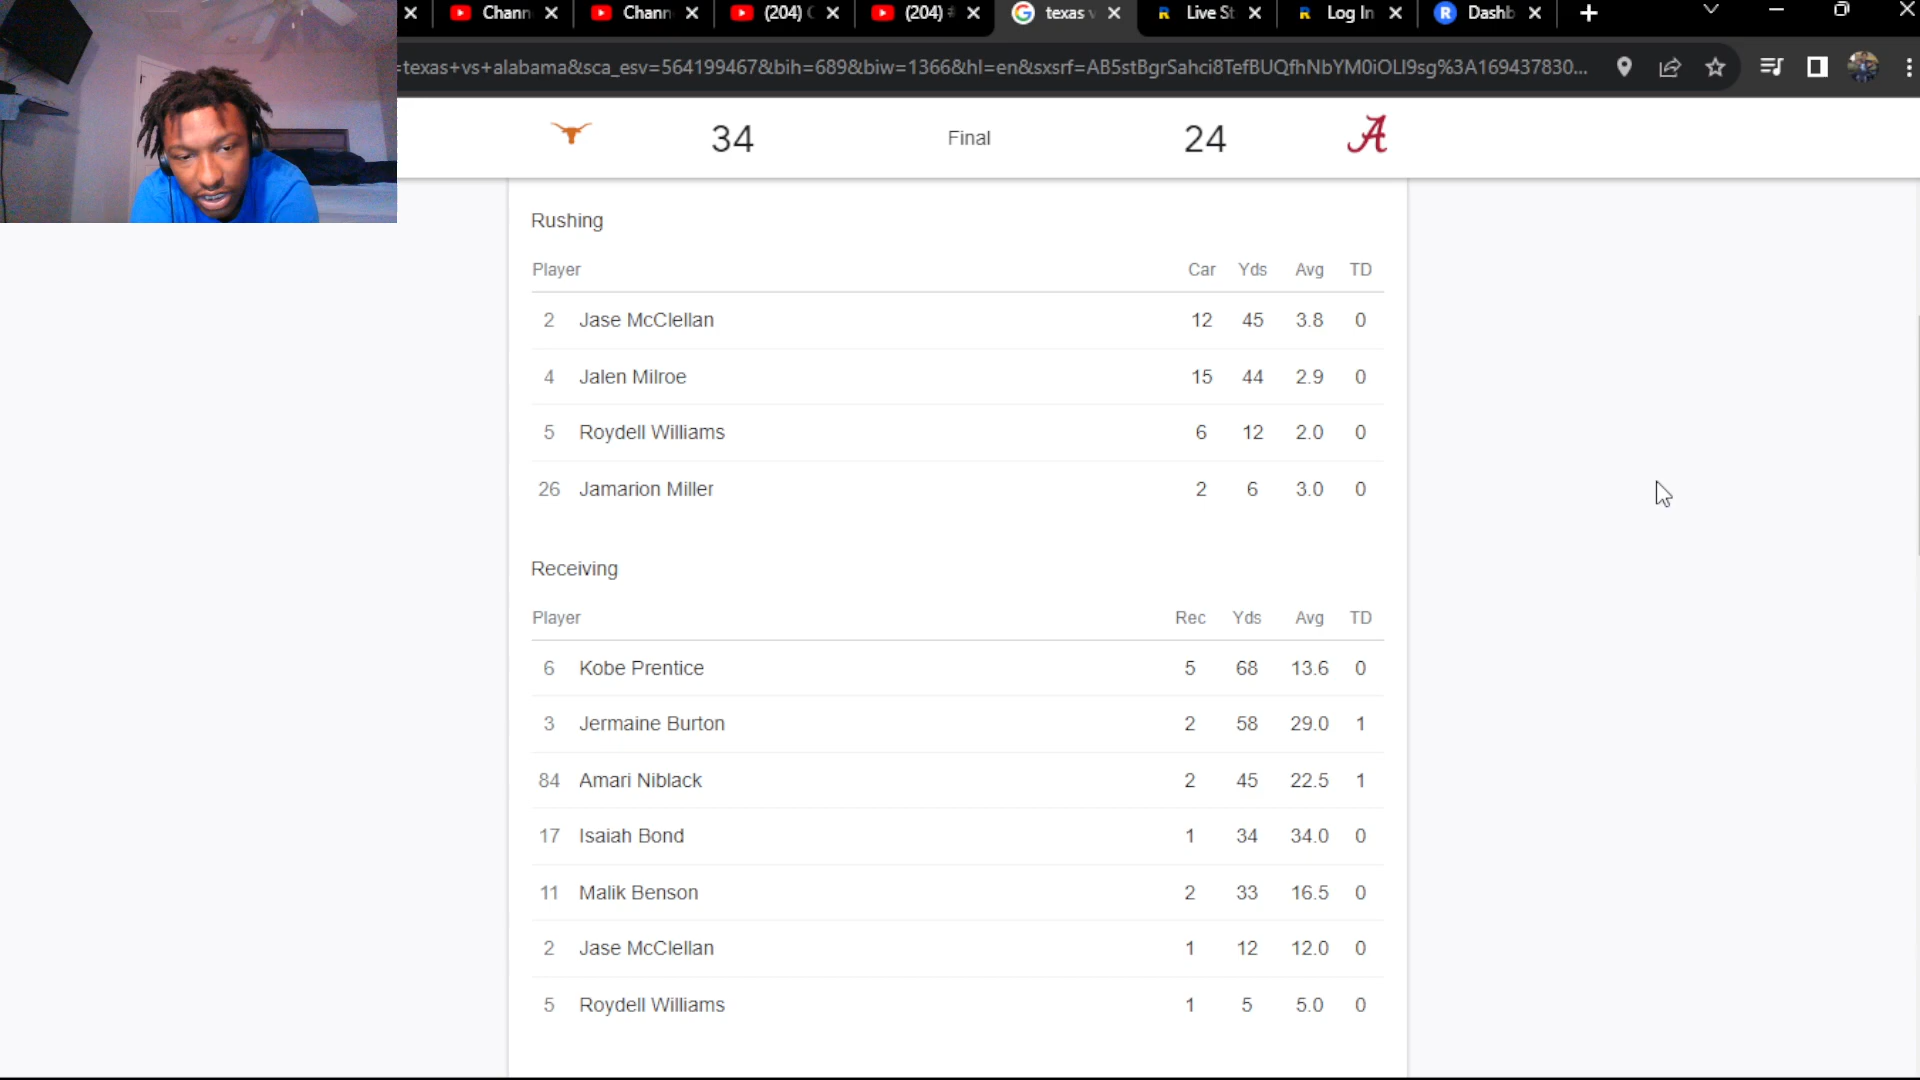 Chann Chann (204) (204) texas v Live St Log In Dashb
=texas+vs+alabama&sca_esv=564199467&bih=689&biw=1366&hl=en&sxsrf=AB5stBgrSahci8TefBUQfhNbYM0iOLI9sg%3A169437830...
34 Final 24 A
Rushing
Player Car Yds Avg TD
2 Jase McClellan 12 45 3.8 0
4 Jalen Milroe 15 44 2.9 0
5 Roydell Williams 6 12 2.0 0
26 Jamarion Miller 2 6 3.0 0
Receiving
Player Rec Yds Avg TD
6 Kobe Prentice 5 68 13.6 0
3 Jermaine Burton 2 58 29.0 1
84 Amari Niblack 2 45 22.5 1
17 Isaiah Bond 1 34 34.0 0
11 Malik Benson 2 33 16.5 0
2 Jase McClellan 1 12 12.0 0
5 Roydell Williams 1 5 5.0 0